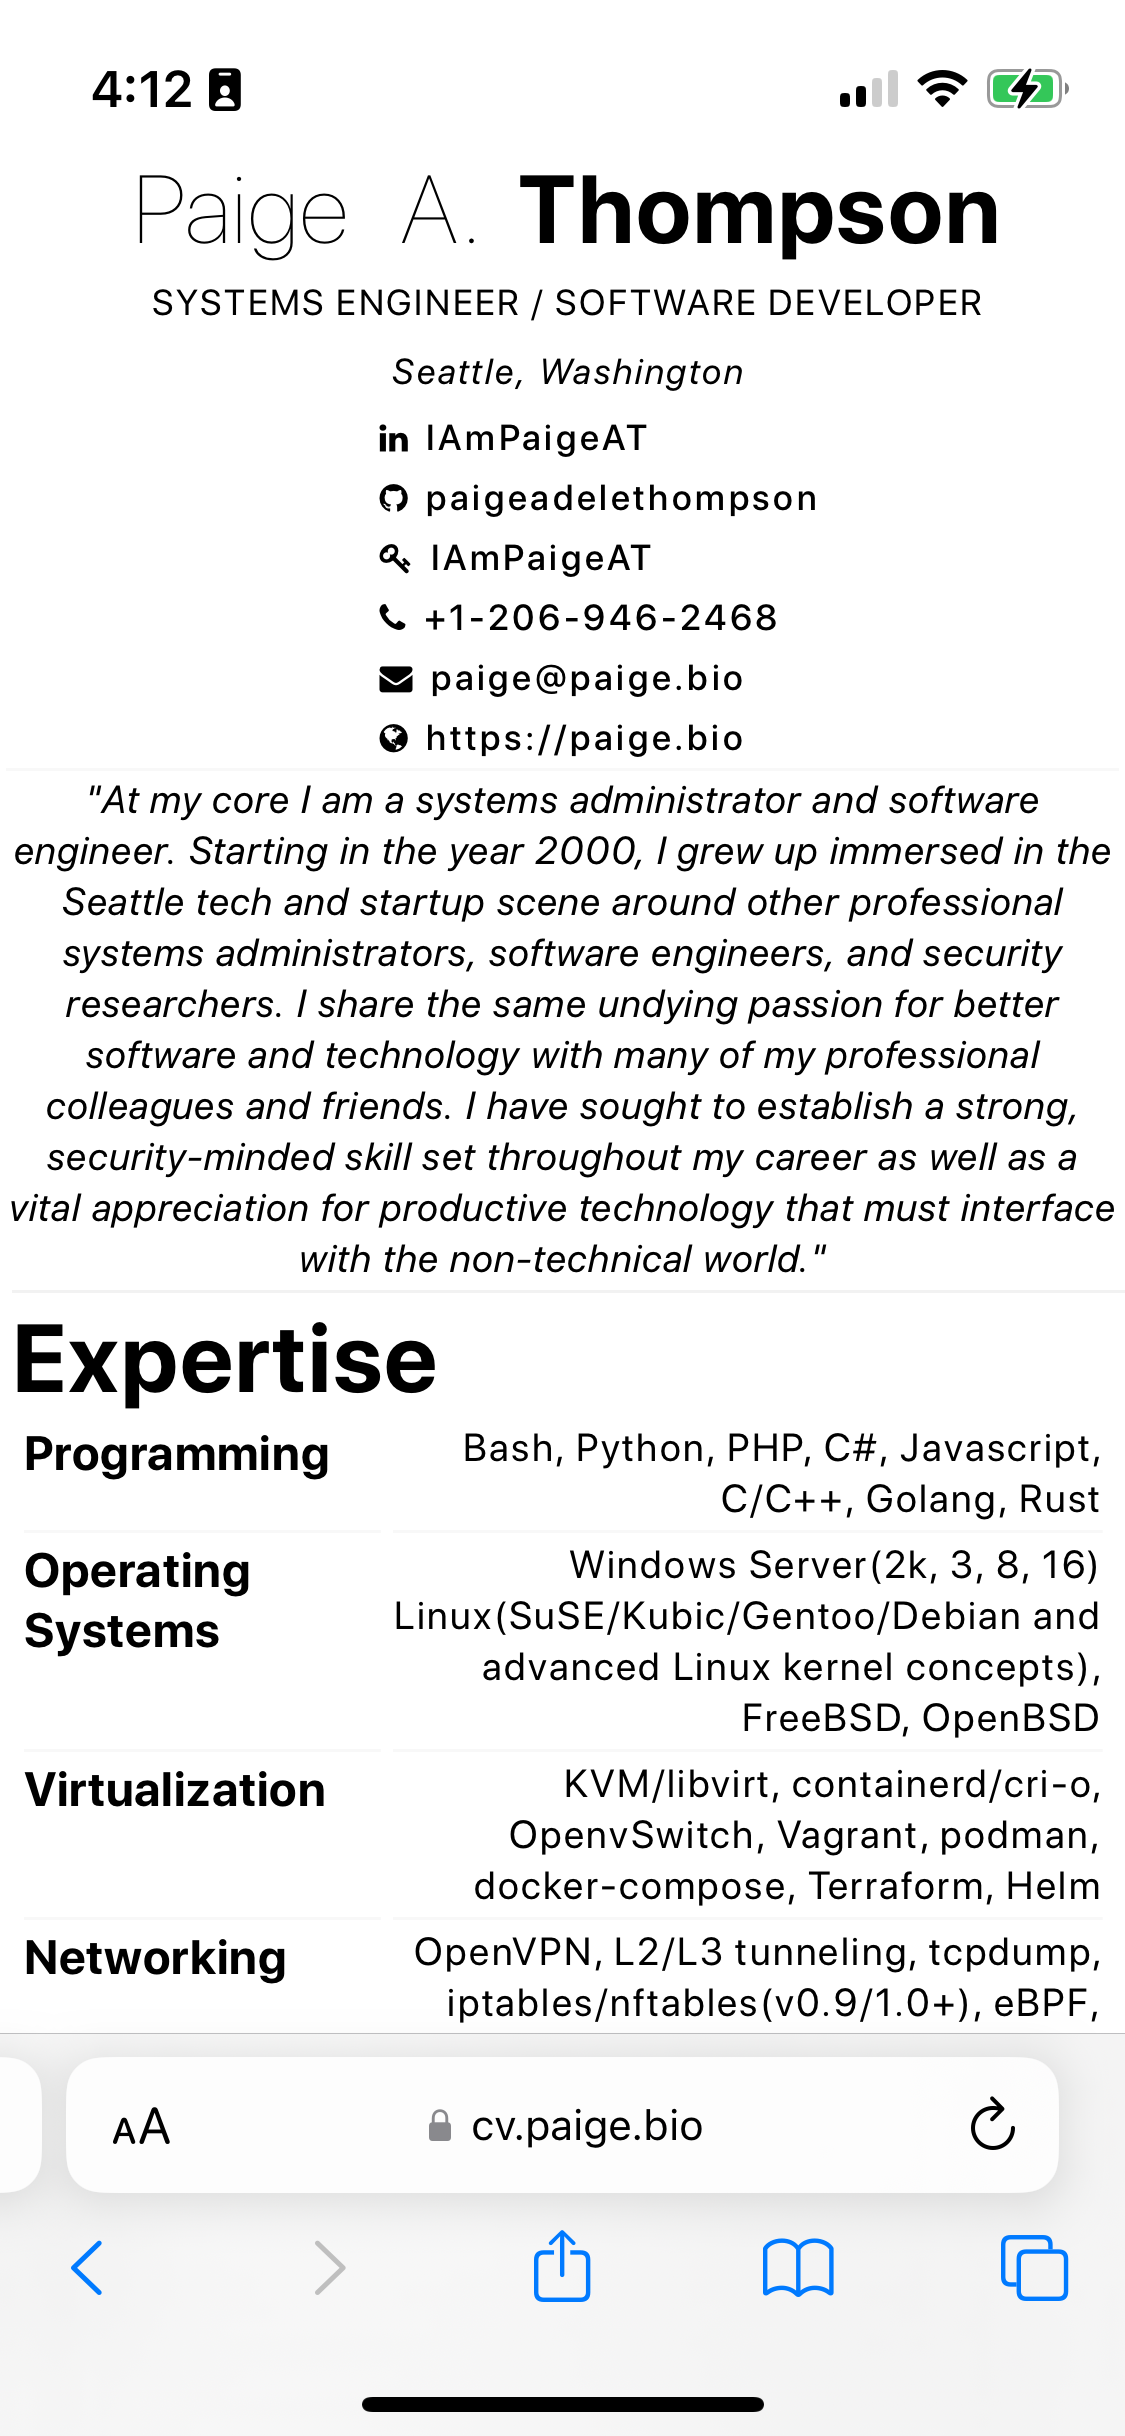 4:12
Paige A. Thompson
SYSTEMS ENGINEER / SOFTWARE DEVELOPER
Seattle, Washington
in IAmPaigeAT
paigeadelethompson
IAmPaigeAT
+1-206-946-2468
paige@paige.bio
https://paige.bio
"At my core I am a systems administrator and software
engineer. Starting in the year 2000, I grew up immersed in the
Seattle tech and startup scene around other professional
systems administrators, software engineers, and security
researchers. I share the same undying passion for better
software and technology with many of my professional
colleagues and friends. I have sought to establish a strong,
security-minded skill set throughout my career as well as a
vital appreciation for productive technology that must interface
with the non-technical world."
Expertise
Programming
Bash, Python, PHP, C#, Javascript,
C/C++, Golang, Rust
Operating
Systems
Windows Server(2k, 3, 8, 16)
Linux(SuSE/Kubic/Gentoo/Debian and
advanced Linux kernel concepts),
FreeBSD, OpenBSD
Virtualization
KVM/libvirt, containerd/cri-o,
OpenvSwitch, Vagrant, podman,
docker-compose, Terraform, Helm
Networking
OpenVPN, L2/L3 tunneling, tcpdump,
iptables/nftables(v0.9/1.0+), eBPF,
AA cv.paige.bio